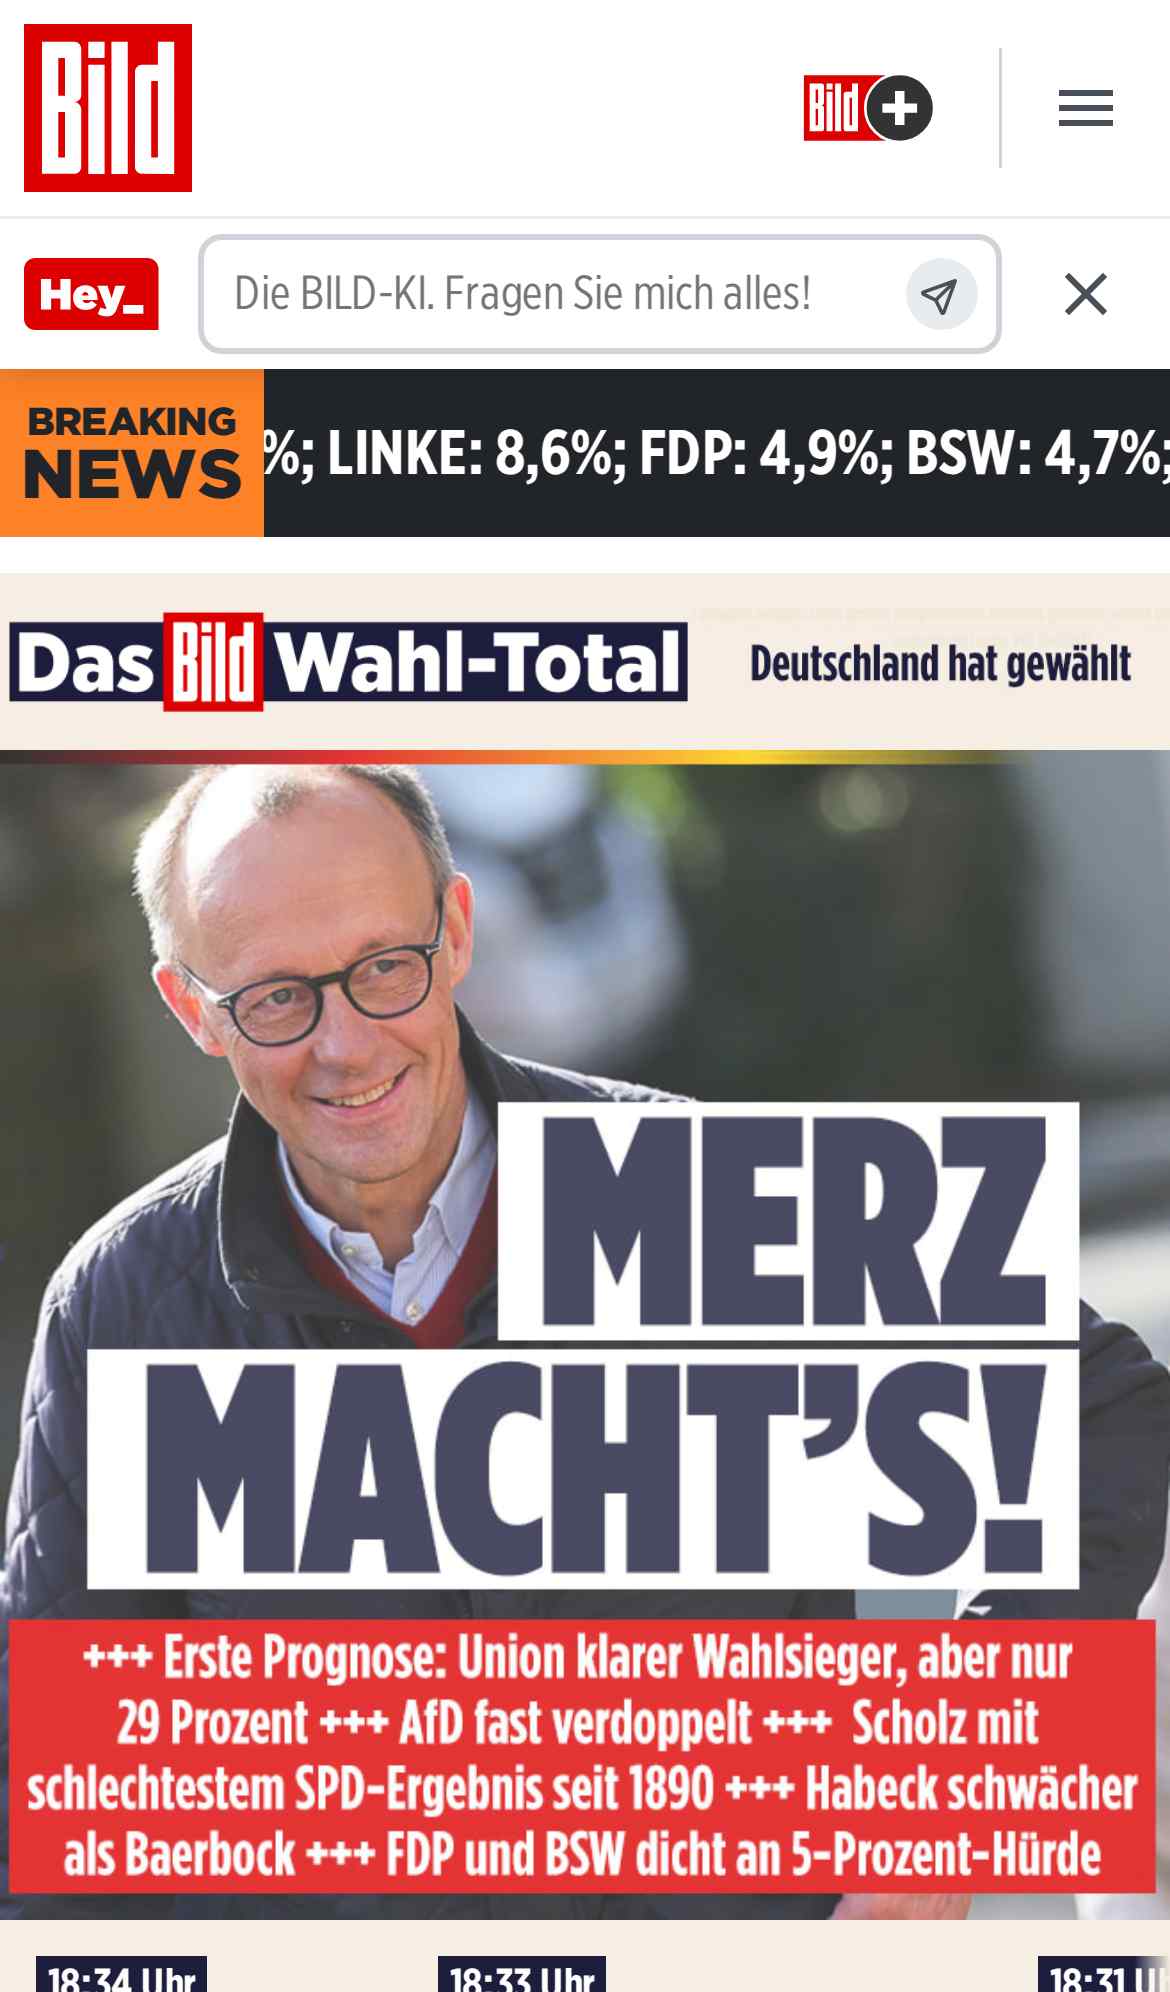 Bild
Bild
Hey_
Die BILD-KI. Fragen Sie mich alles!
BREAKING
NEWS
%; LINKE: 8,6%; FDP: 4,9%; BSW: 4,7%;
Das Bild Wahl-Total
Deutschland hat gewählt
MERZ
MACHT'S!
+++ Erste Prognose: Union klarer Wahlsieger, aber nur
29 Prozent +++ AfD fast verdoppelt +++ Scholz mit
schlechtestem SPD-Ergebnis seit 1890 +++ Habeck schwächer
als Baerbock +++ FDP und BSW dicht an 5-Prozent-Hürde
18:34 Uhr
18:33 Uhr
18:31 Uh